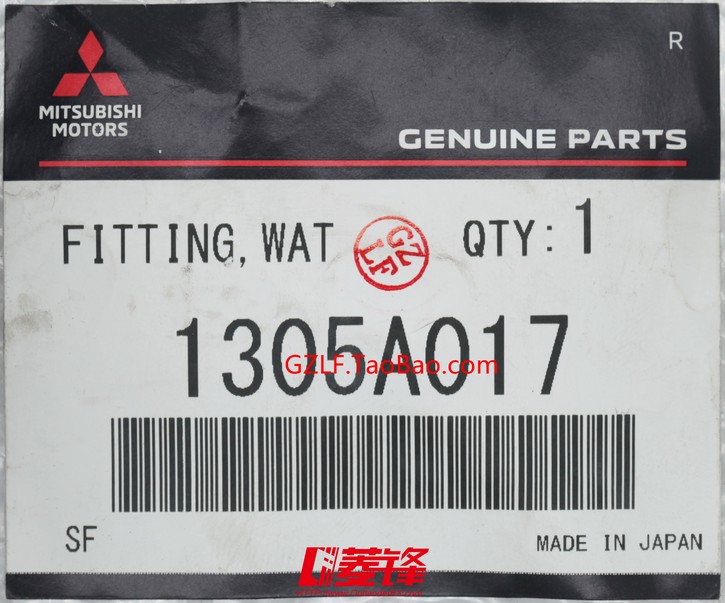 R
MITSUBISHI
MOTORS
GENUINE PARTS
FITTING, WAT
GZ
LF
QTY: 1
1305A017
GZLF.TaoBao.com
SF
MADE IN JAPAN
菱锋